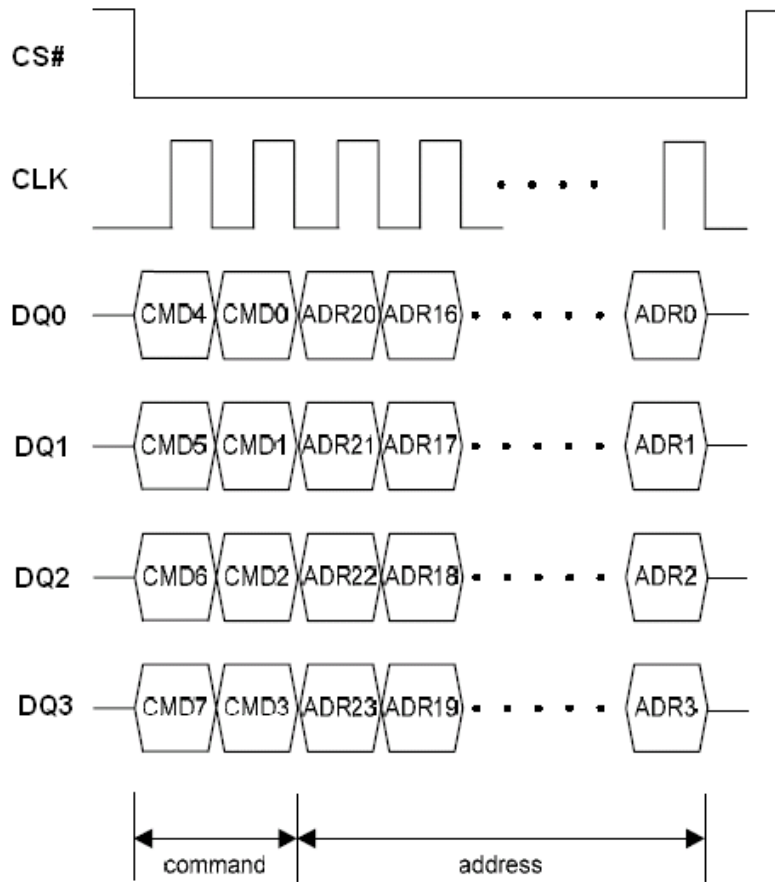 CS#
CLK
DQ0 CMD4 CMD0 ADR20 ADR16 ADR0
DQ1 CMD5 CMD1 ADR21 ADR17 ADR1
DQ2 CMD6 CMD2 ADR22 ADR18 ADR2
DQ3 CMD7 CMD3 ADR23 ADR19 ADR3
command address